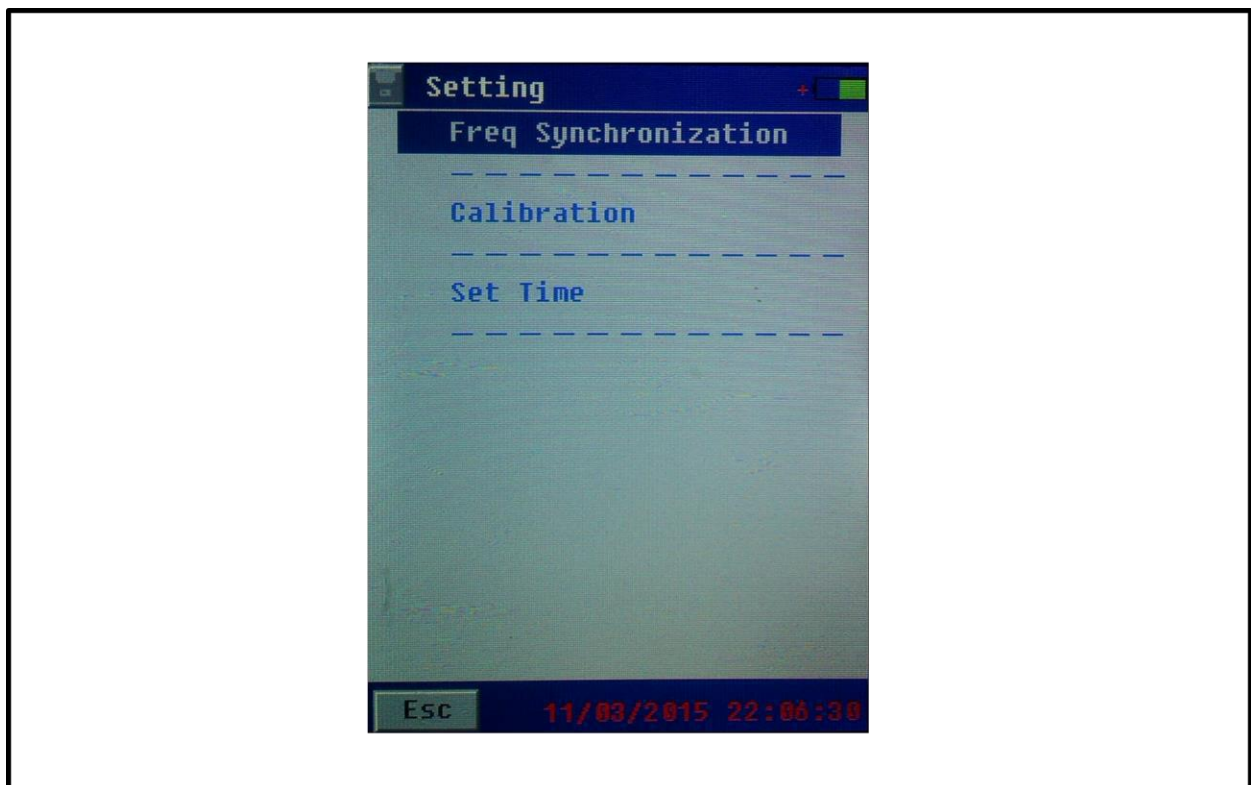 Setting
Freq Synchronization
Calibration
Set Time
Esc 11/03/2015 22:06:30